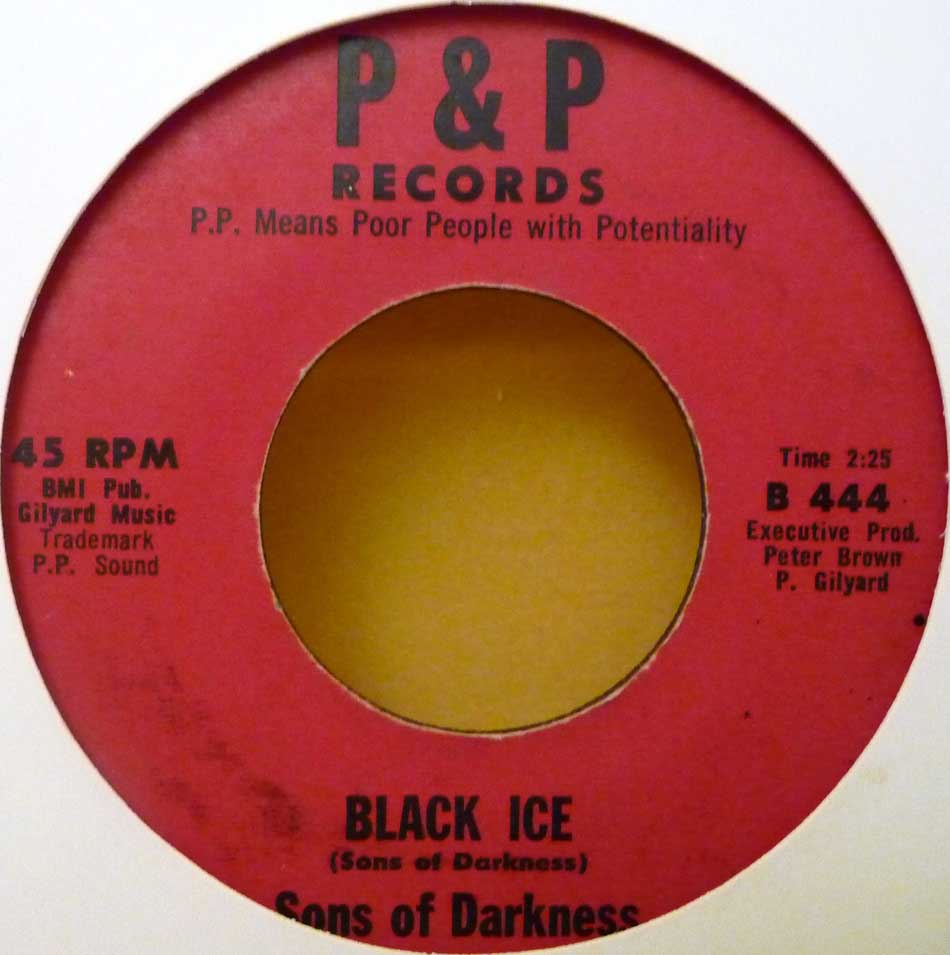 P & P
RECORDS
P.P. Means Poor People with Potentiality
45 RPM
BMI Pub.
Gilyard Music
Trademark
P.P. Sound
Time 2:25
B 444
Executive Prod.
Peter Brown
P. Gilyard
BLACK ICE
(Sons of Darkness)
Sons of Darkness